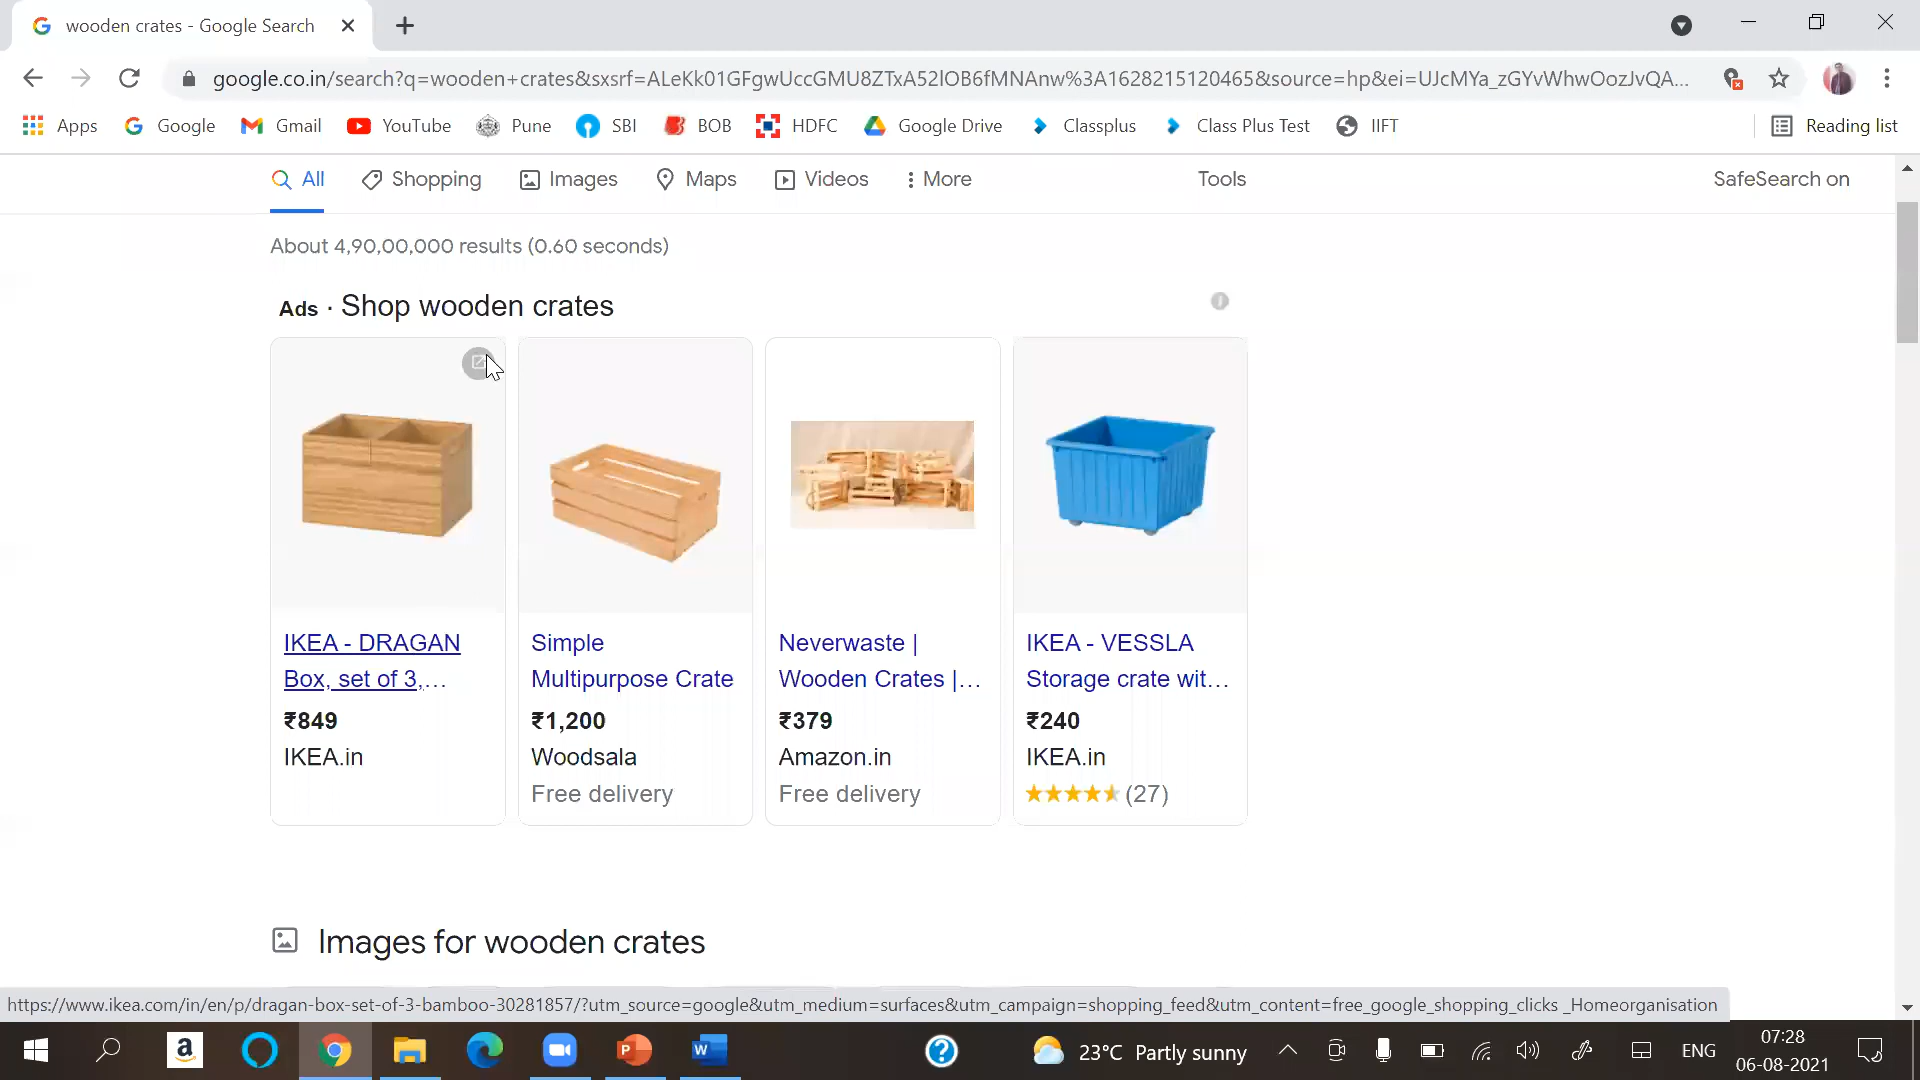 wooden crates - Google Search
google.co.in/search?q=wooden+crates&sxsrf=ALeKk01GFgwUccGMU8ZTxA52lOB6fMNAnw%3A1628215120465&source=hp&ei=UJcMYa_zGYvWhwOozJvQA...
Apps Google Gmail YouTube Pune SBI BOB HDFC Google Drive Classplus Class Plus Test IIFT Reading list
All Shopping Images Maps Videos More Tools SafeSearch on
About 4,90,00,000 results (0.60 seconds)
Ads · Shop wooden crates
IKEA - DRAGAN
Box, set of 3,...
₹849
IKEA.in
Simple
Multipurpose Crate
₹1,200
Woodsala
Free delivery
Neverwaste |
Wooden Crates |...
₹379
Amazon.in
Free delivery
IKEA - VESSLA
Storage crate wit...
₹240
IKEA.in
(27)
Images for wooden crates
https://www.ikea.com/in/en/p/dragan-box-set-of-3-bamboo-30281857/?utm_source=google&utm_medium=surfaces&utm_campaign=shopping_feed&utm_content=free_google_shopping_clicks _Homeorganisation
23°C Partly sunny
ENG
07:28
06-08-2021